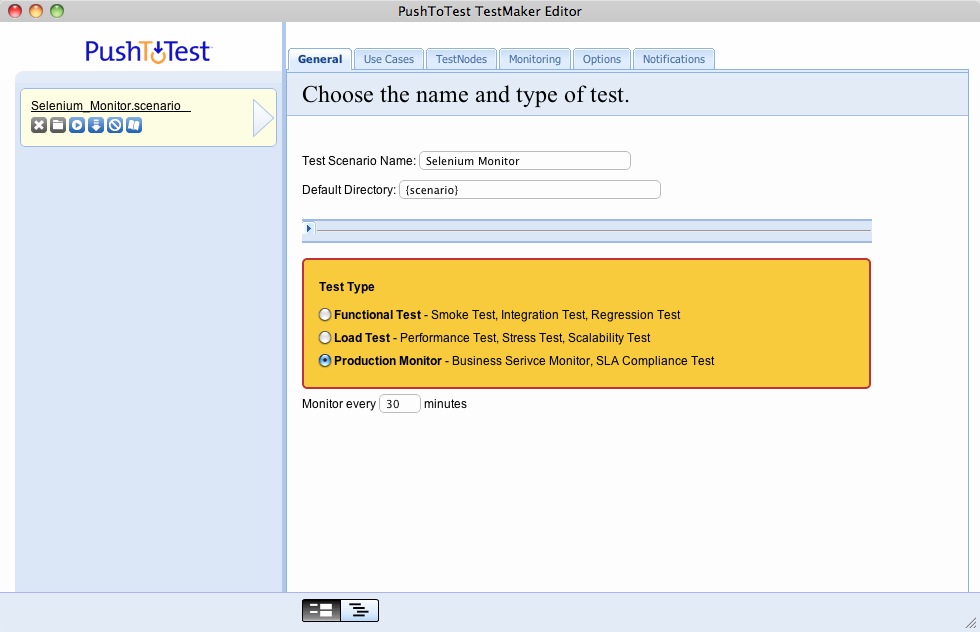 PushToTest TestMaker Editor
PushToTest
Selenium_Monitor.scenario
General
Use Cases
TestNodes
Monitoring
Options
Notifications
Choose the name and type of test.
Test Scenario Name: Selenium Monitor
Default Directory: {scenario}
Test Type
Functional Test - Smoke Test, Integration Test, Regression Test
Load Test - Performance Test, Stress Test, Scalability Test
Production Monitor - Business Serivce Monitor, SLA Compliance Test
Monitor every 30 minutes